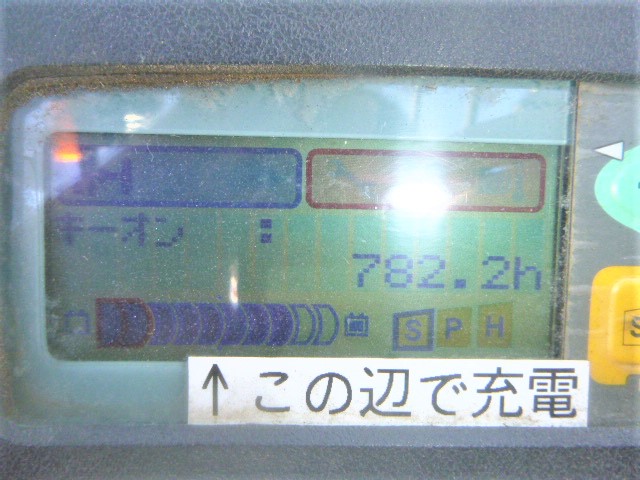 キーオン :
782.2h
S P H
↑この辺で充電